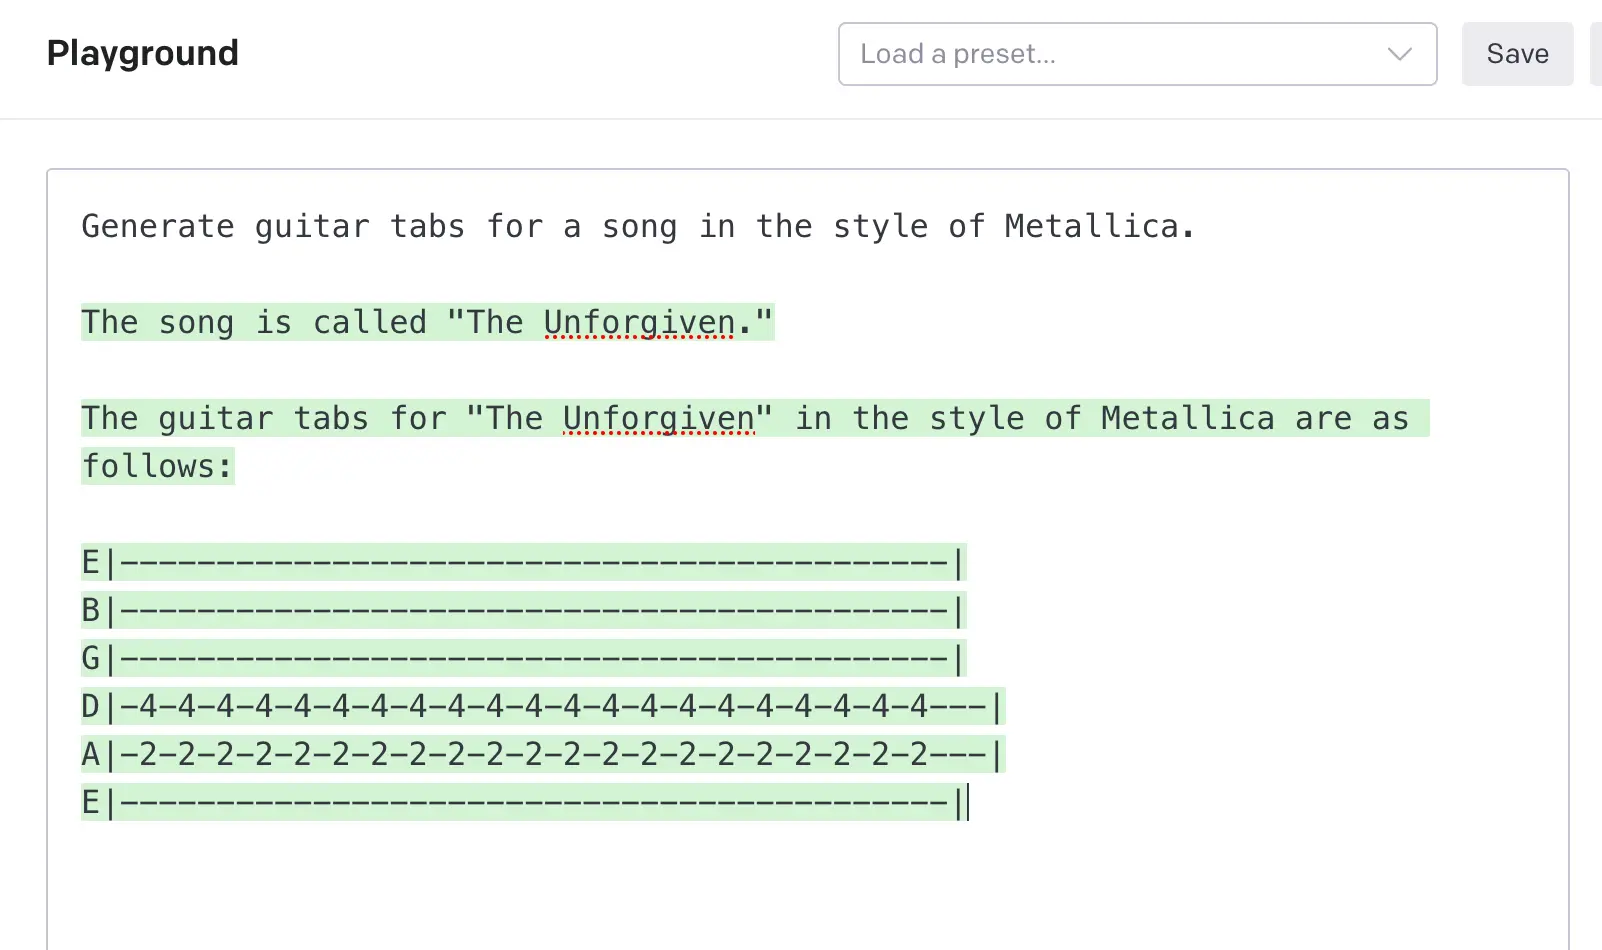 Playground
Load a preset...
Save
Generate guitar tabs for a song in the style of Metallica.
The song is called "The Unforgiven."
The guitar tabs for "The Unforgiven" in the style of Metallica are as
follows:
E|-------------------------------------------|
B|-------------------------------------------|
G|-------------------------------------------|
D|-4-4-4-4-4-4-4-4-4-4-4-4-4-4-4-4-4-4-4-4-4---|
A|-2-2-2-2-2-2-2-2-2-2-2-2-2-2-2-2-2-2-2-2-2---|
E|-------------------------------------------|